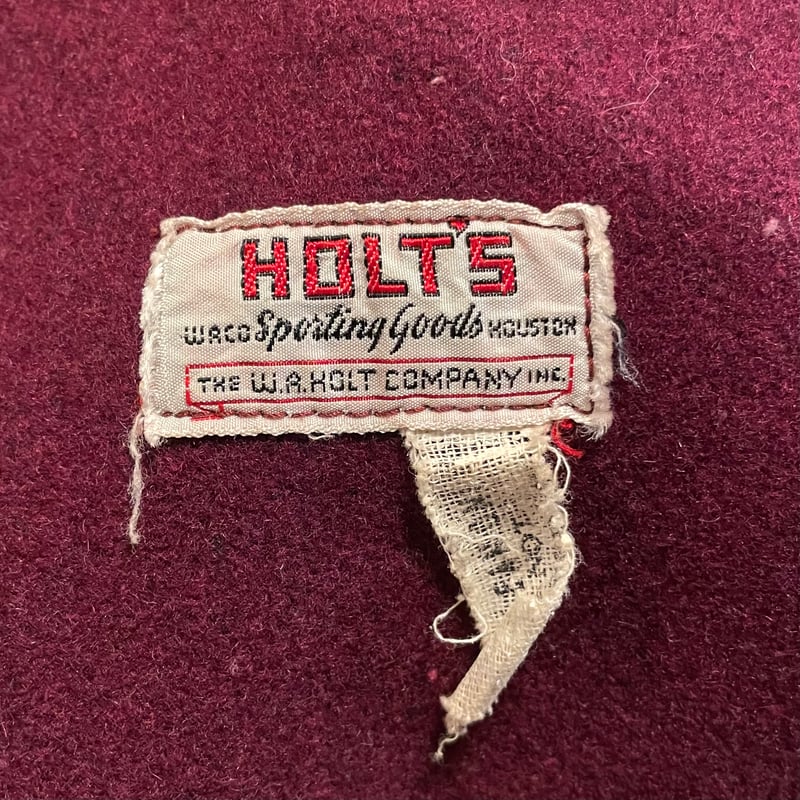 HOLT'S
WACO Sporting Goods HOUSTON
THE W.A.HOLT COMPANY INC.